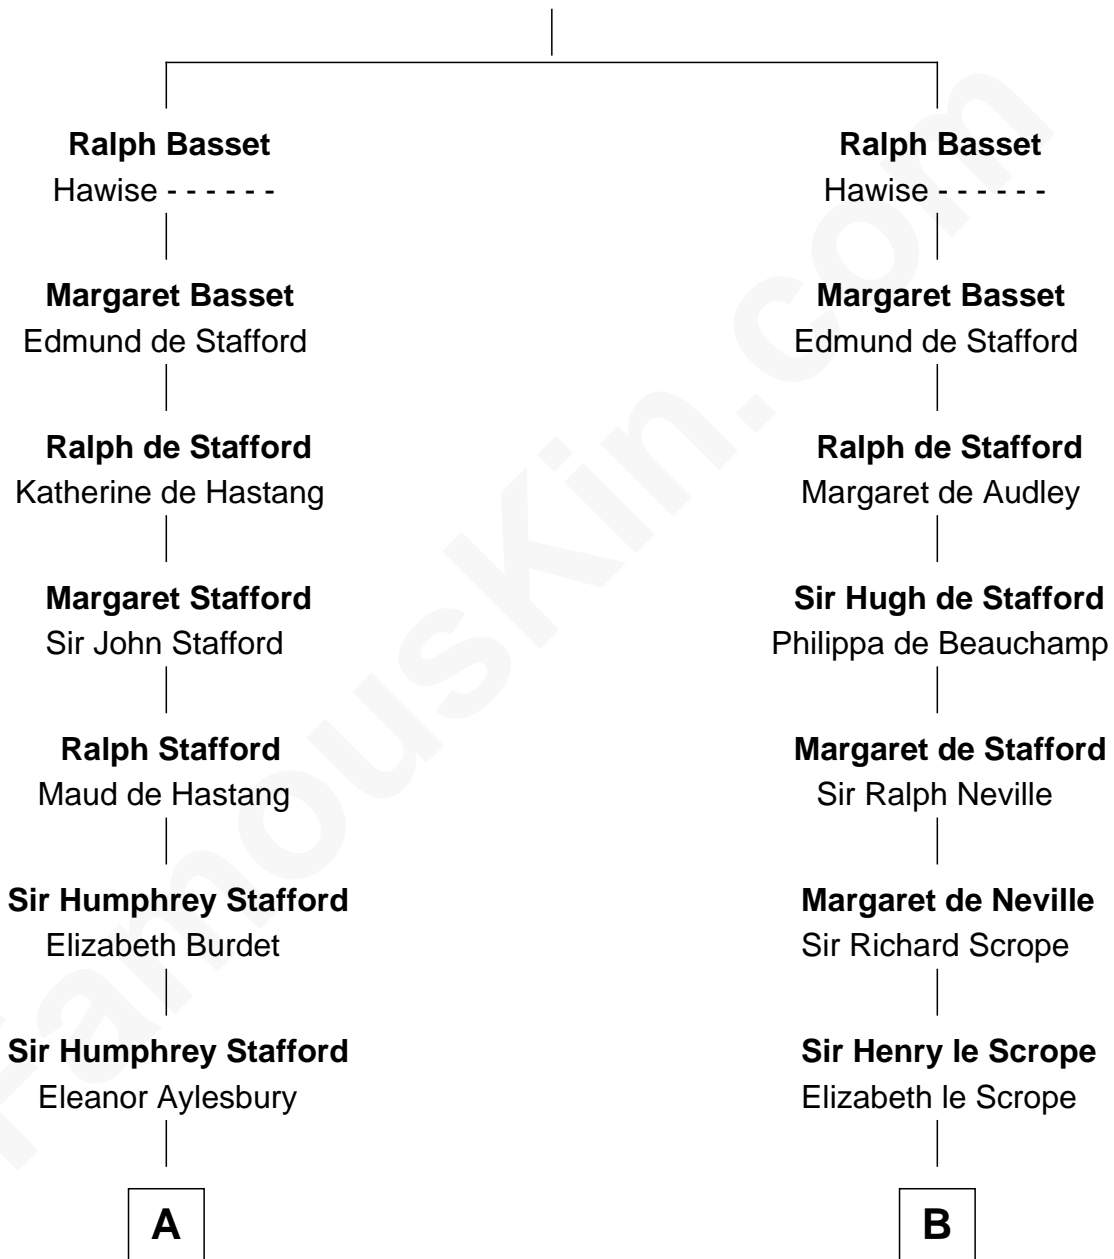 Ralph Basset
Hawise - - - - - -
Margaret Basset
Edmund de Stafford
Ralph de Stafford
Katherine de Hastang
Margaret Stafford
Sir John Stafford
Ralph Stafford
Maud de Hastang
Sir Humphrey Stafford
Elizabeth Burdet
Sir Humphrey Stafford
Eleanor Aylesbury
A
Ralph Basset
Hawise - - - - - -
Margaret Basset
Edmund de Stafford
Ralph de Stafford
Margaret de Audley
Sir Hugh de Stafford
Philippa de Beauchamp
Margaret de Stafford
Sir Ralph Neville
Margaret de Neville
Sir Richard Scrope
Sir Henry le Scrope
Elizabeth le Scrope
B
FamousKin.com